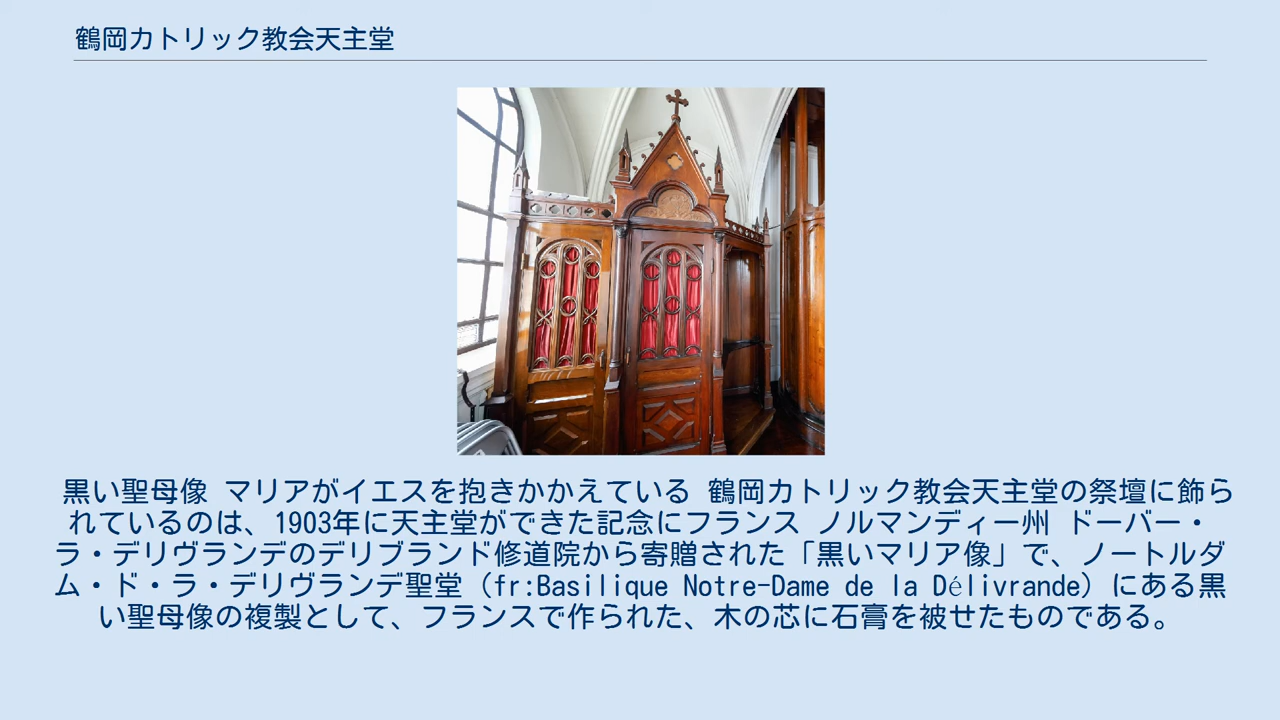 鶴岡カトリック教会天主堂
黒い聖母像 マリアがイエスを抱きかかえている 鶴岡カトリック教会天主堂の祭壇に飾ら
れているのは、1903年に天主堂ができた記念にフランス ノルマンディー州 ドーバー・
ラ・デリヴランデのデリブランド修道院から寄贈された「黒いマリア像」で、ノートルダ
ム・ド・ラ・デリヴランデ聖堂（fr:Basilique Notre-Dame de la Délivrande）にある黒
い聖母像の複製として、フランスで作られた、木の芯に石膏を被せたものである。